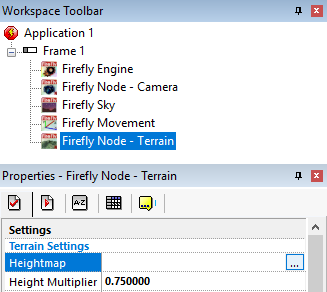 Workspace Toolbar
Application 1
Frame 1
Firefly Engine
Firefly Node - Camera
Firefly Sky
Firefly Movement
Firefly Node - Terrain
Properties - Firefly Node - Terrain
A-Z
Settings
Terrain Settings
Heightmap ...
Height Multiplier 0.750000